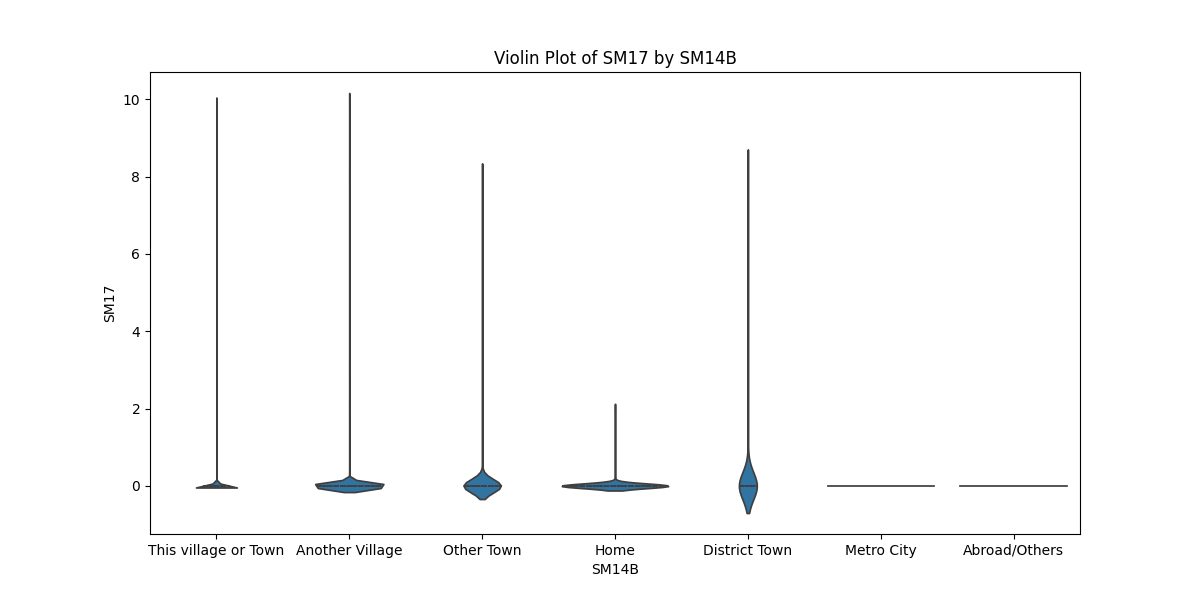 Violin Plot of SM17 by SM14B
10
8
6
4
2
0
SM17
This village or Town Another Village Other Town Home District Town Metro City Abroad/Others
SM14B